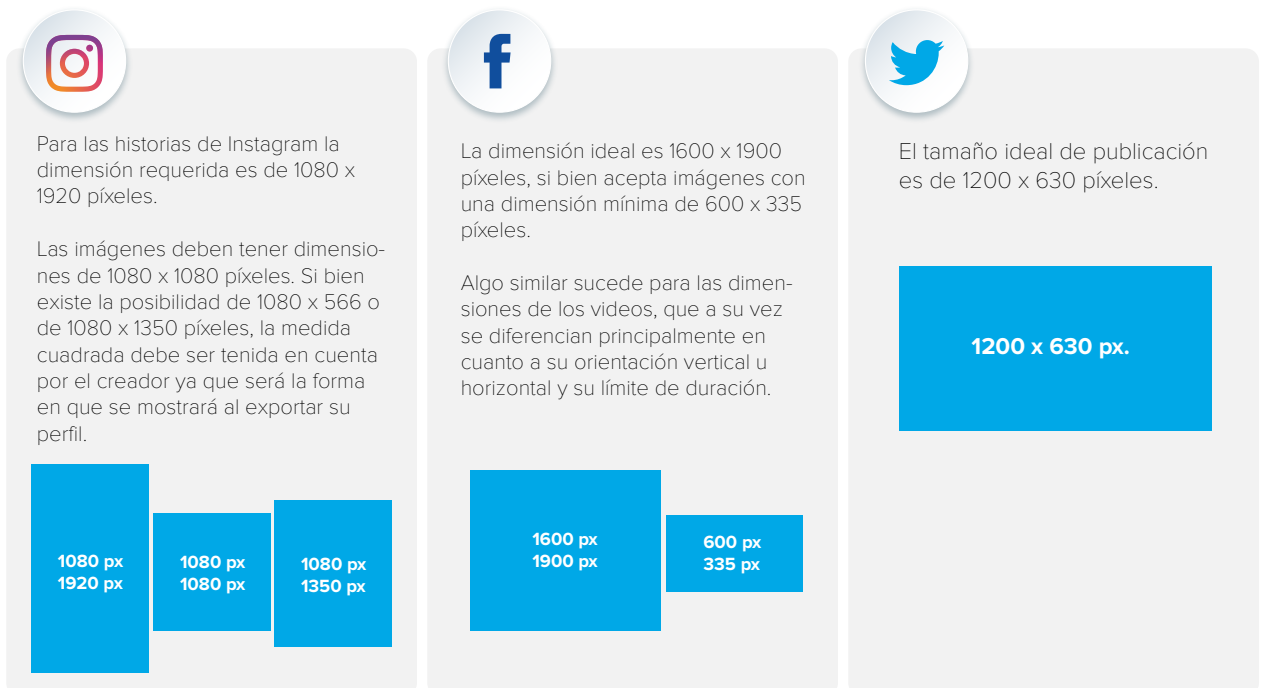 Para las historias de Instagram la
dimensión requerida es de 1080 x
1920 píxeles.
Las imágenes deben tener dimensio-
nes de 1080 x 1080 píxeles. Si bien
existe la posibilidad de 1080 x 566 o
de 1080 x 1350 píxeles, la medida
cuadrada debe ser tenida en cuenta
por el creador ya que será la forma
en que se mostrará al exportar su
perfil.
1080 px
1920 px
1080 px
1080 px
1080 px
1350 px
f
La dimensión ideal es 1600 x 1900
píxeles, si bien acepta imágenes con
una dimensión mínima de 600 x 335
píxeles.
Algo similar sucede para las dimen-
siones de los videos, que a su vez
se diferencian principalmente en
cuanto a su orientación vertical u
horizontal y su límite de duración.
1600 px
1900 px
600 px
335 px
El tamaño ideal de publicación
es de 1200 x 630 píxeles.
1200 x 630 px.